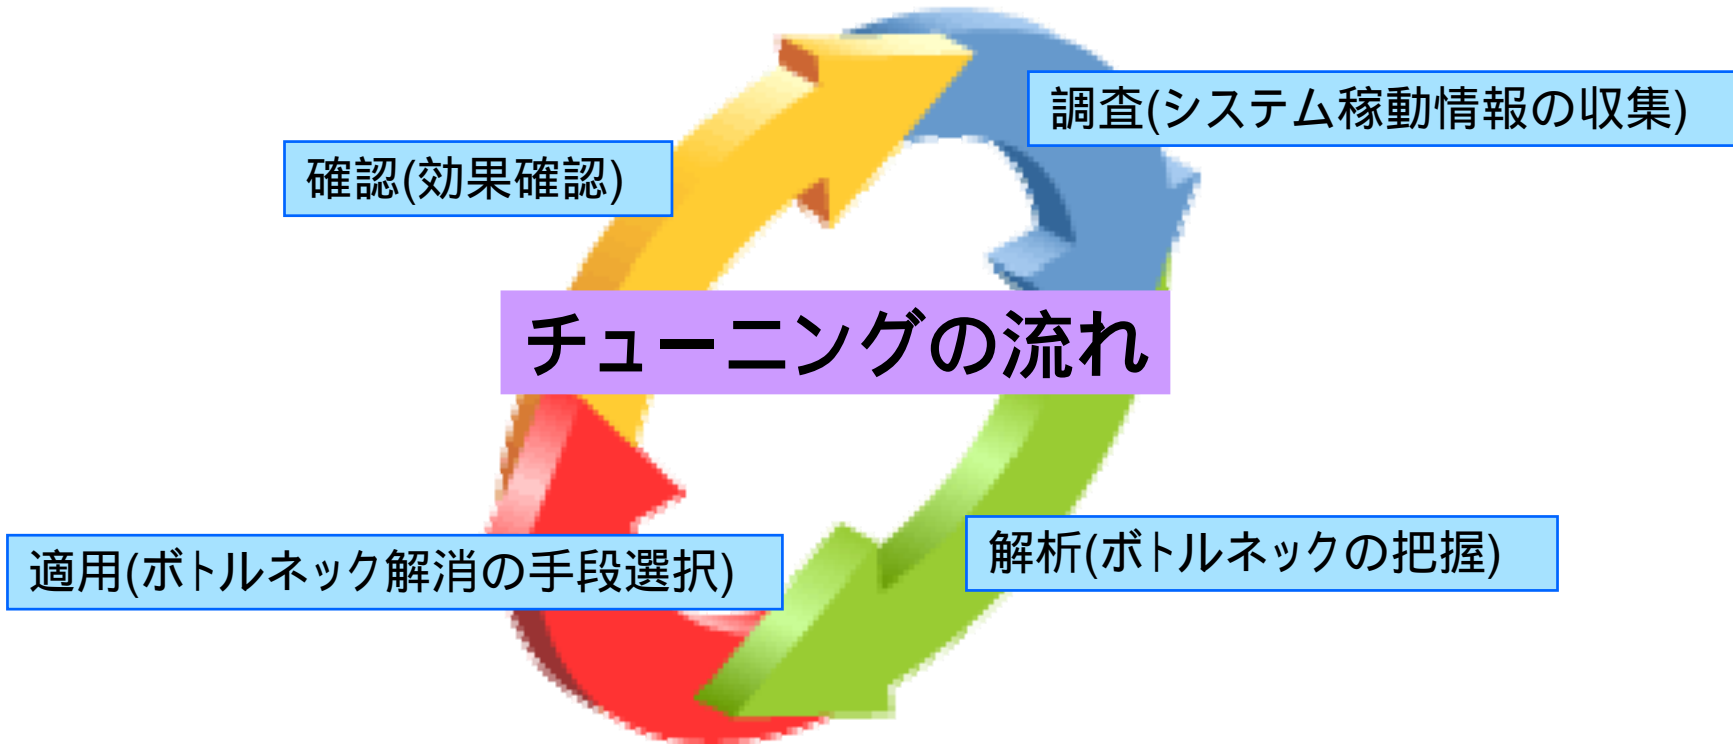 調査(システム稼動情報の収集)
確認(効果確認)
チューニングの流れ
解析(ボトルネックの把握)
適用(ボトルネック解消の手段選択)